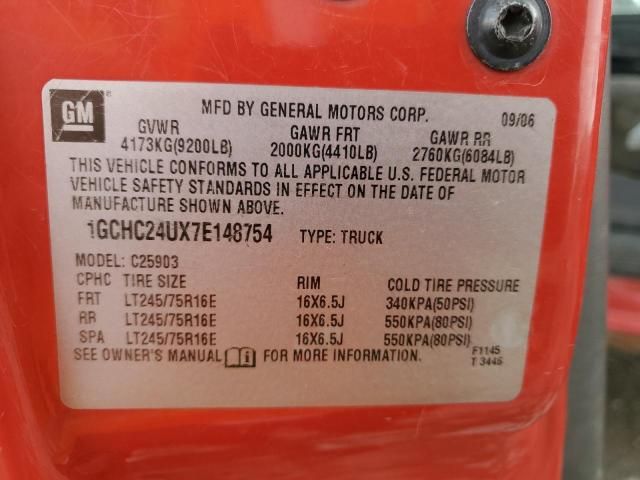 GM
MFD BY GENERAL MOTORS CORP. 09/06
GVWR GAWR FRT GAWR RR
4173KG(9200LB) 2000KG(4410LB) 2760KG(6084LB)
THIS VEHICLE CONFORMS TO ALL APPLICABLE U.S. FEDERAL MOTOR
VEHICLE SAFETY STANDARDS IN EFFECT ON THE DATE OF
MANUFACTURE SHOWN ABOVE.
1GCHC24UX7E148754 TYPE: TRUCK
MODEL: C25903
CPHC TIRE SIZE RIM COLD TIRE PRESSURE
FRT LT245/75R16E 16X6.5J 340KPA(50PSI)
RR LT245/75R16E 16X6.5J 550KPA(80PSI)
SPA LT245/75R16E 16X6.5J 550KPA(80PSI)
SEE OWNER'S MANUAL FOR MORE INFORMATION.
F1145
T 3446